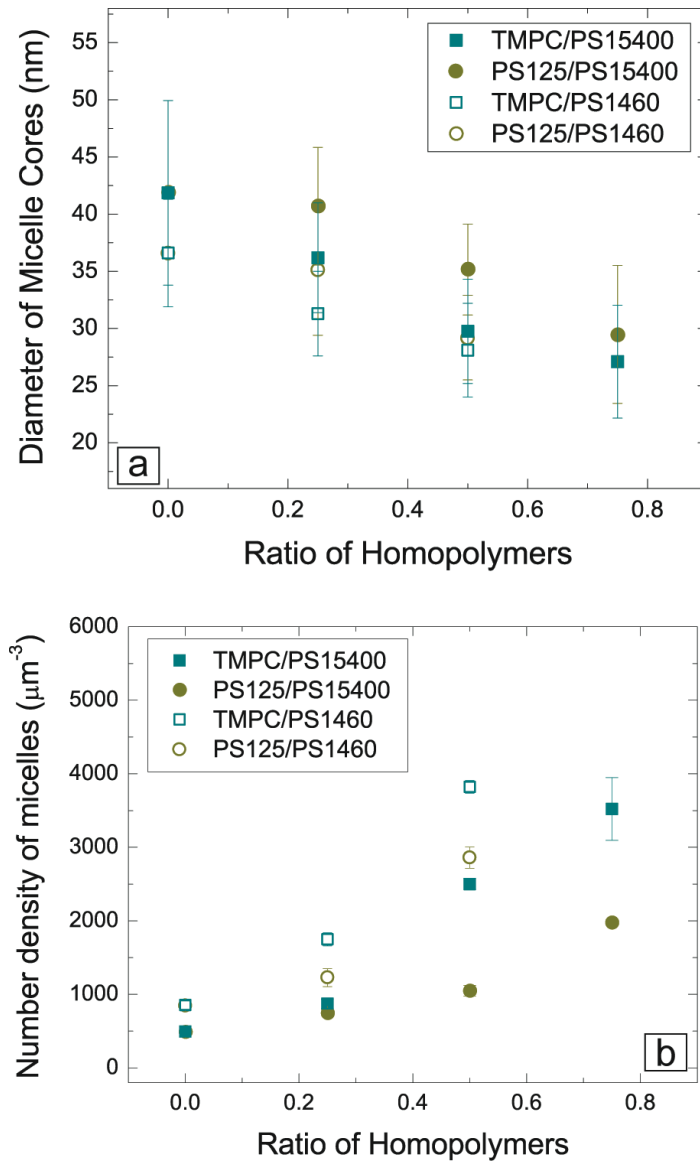 55
50
45
40
35
30
25
20
Diameter of Micelle Cores (nm)
TMPC/PS15400
PS125/PS15400
TMPC/PS1460
PS125/PS1460
a
0.0 0.2 0.4 0.6 0.8
Ratio of Homopolymers
6000
5000
4000
3000
2000
1000
0
Number density of micelles (μm⁻³)
TMPC/PS15400
PS125/PS15400
TMPC/PS1460
PS125/PS1460
b
0.0 0.2 0.4 0.6 0.8
Ratio of Homopolymers